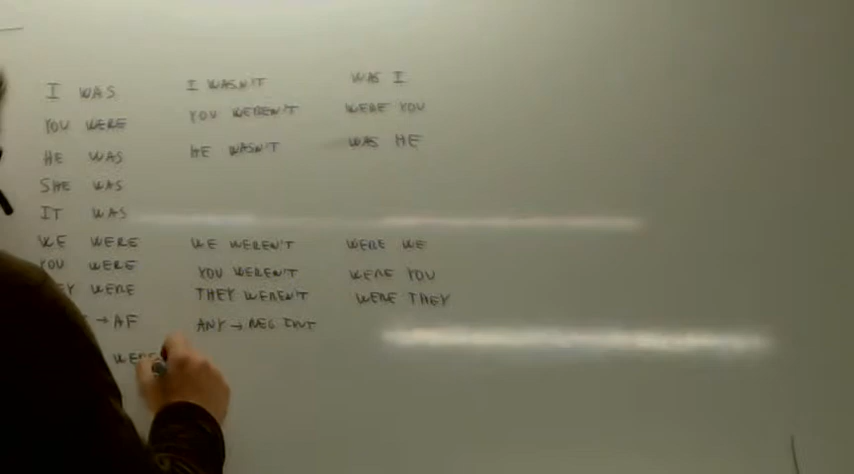 I WAS I WASN'T WAS I
YOU WERE YOU WEREN'T WERE YOU
HE WAS HE WASN'T WAS HE
SHE WAS
IT WAS
WE WERE WE WEREN'T WERE WE
YOU WERE YOU WEREN'T WERE YOU
EY WERE THEY WEREN'T WERE THEY
→ AF ANY → NEG INT
WERE